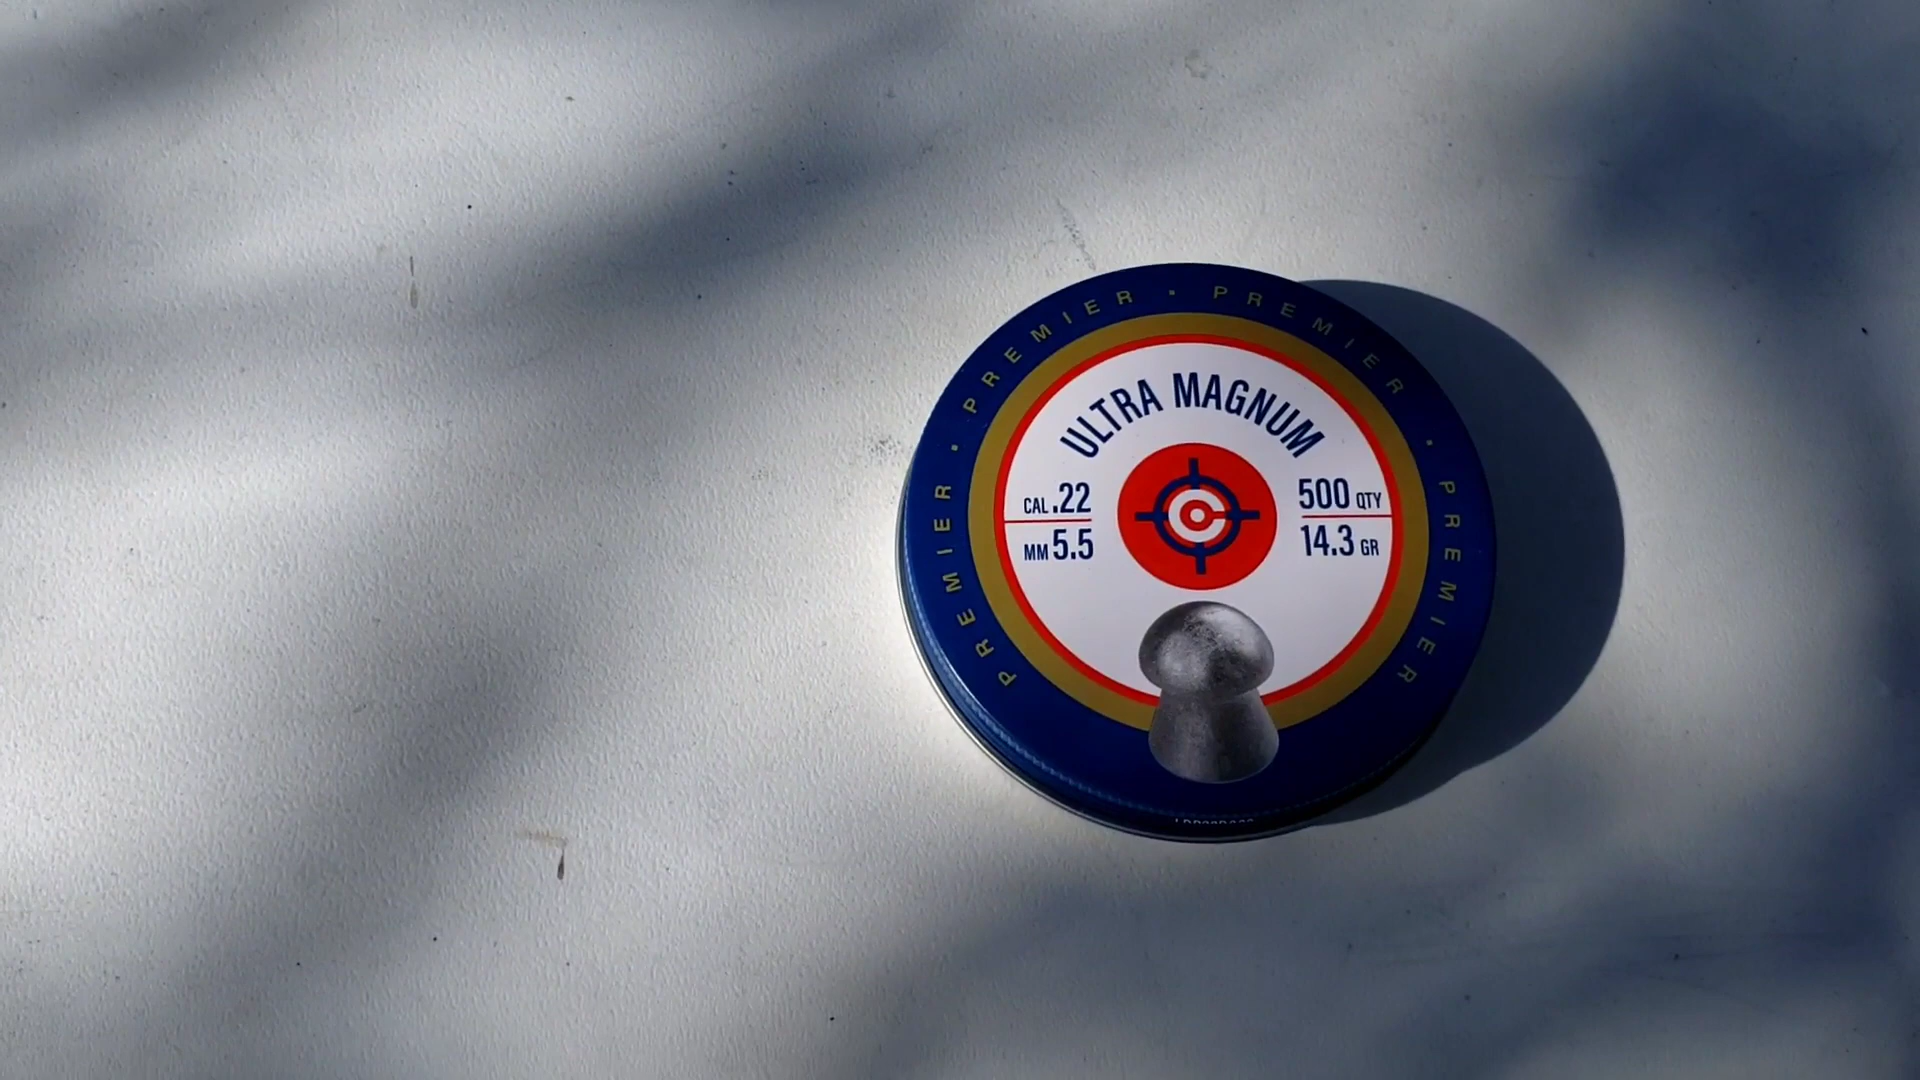 PREMIER · PREMIER · PREMIER · PREMIER
ULTRA MAGNUM
CAL .22
MM 5.5
500 QTY
14.3 GR